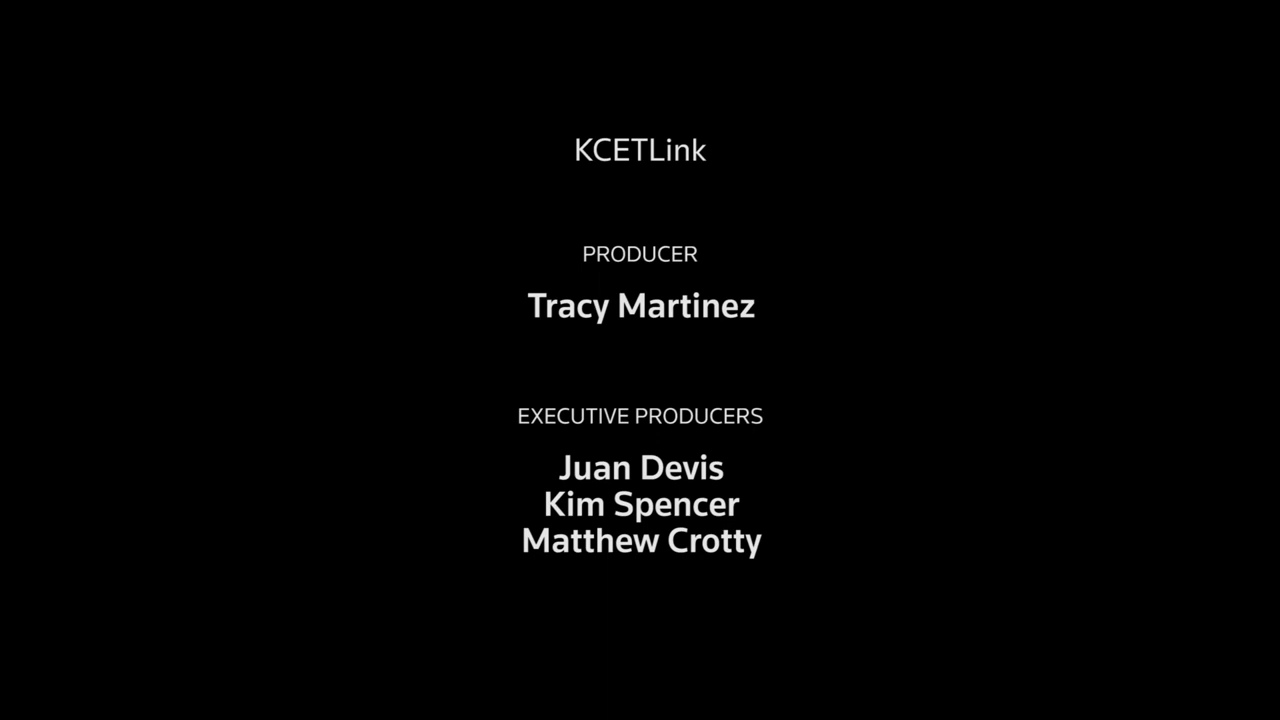 KCETLink
PRODUCER
Tracy Martinez
EXECUTIVE PRODUCERS
Juan Devis
Kim Spencer
Matthew Crotty